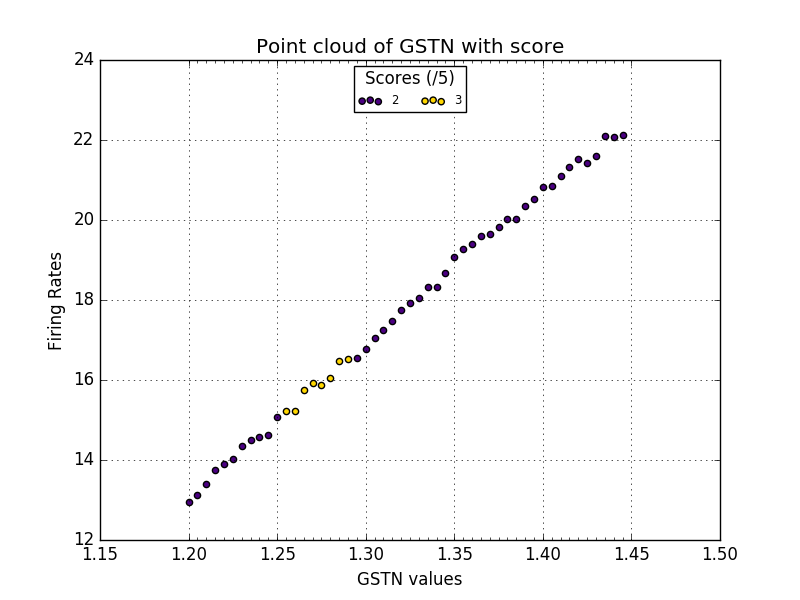 Point cloud of GSTN with score
Scores (/5)
2 3
24
22
20
18
16
14
12
Firing Rates
1.15 1.20 1.25 1.30 1.35 1.40 1.45 1.50
GSTN values